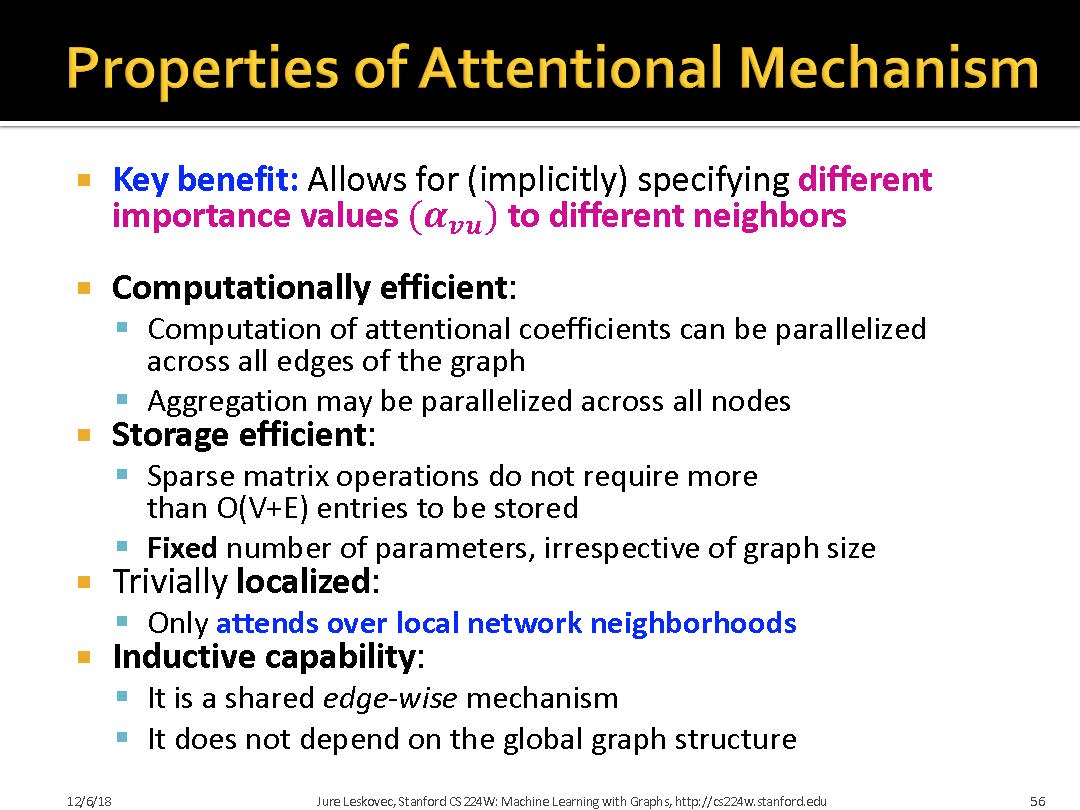 Properties of Attentional Mechanism
Key benefit: Allows for (implicitly) specifying different
importance values (𝜶𝒗𝒖) to different neighbors
Computationally efficient:
Computation of attentional coefficients can be parallelized
across all edges of the graph
Aggregation may be parallelized across all nodes
Storage efficient:
Sparse matrix operations do not require more
than O(V+E) entries to be stored
Fixed number of parameters, irrespective of graph size
Trivially localized:
Only attends over local network neighborhoods
Inductive capability:
It is a shared edge-wise mechanism
It does not depend on the global graph structure
12/6/18 Jure Leskovec, Stanford CS224W: Machine Learning with Graphs, http://cs224w.stanford.edu 56